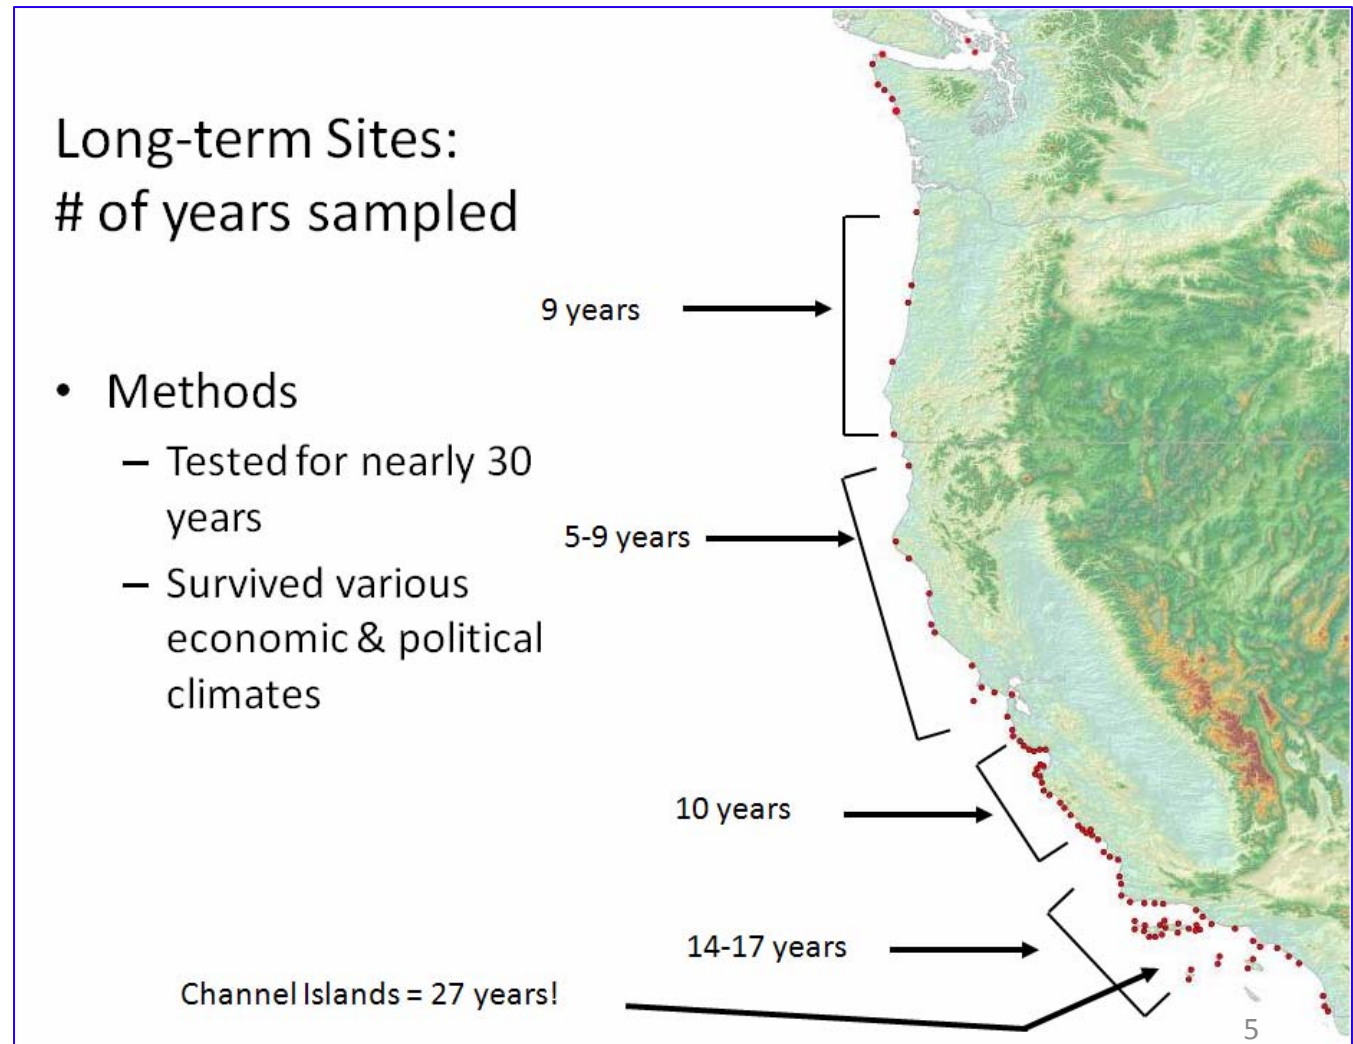 Long-term Sites:
# of years sampled
9 years
• Methods
– Tested for nearly 30
years
5-9 years
– Survived various
economic & political
climates
10 years
14-17 years
Channel Islands = 27 years!
5